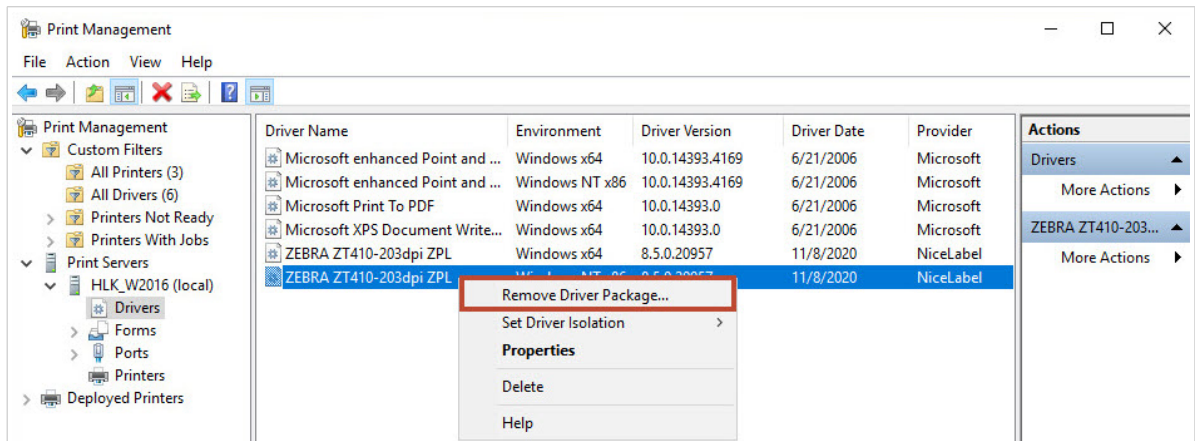 Print Management
File Action View Help
Print Management
Custom Filters
All Printers (3)
All Drivers (6)
Printers Not Ready
Printers With Jobs
Print Servers
HLK_W2016 (local)
Drivers
Forms
Ports
Printers
Deployed Printers
Driver Name Environment Driver Version Driver Date Provider
Microsoft enhanced Point and ... Windows x64 10.0.14393.4169 6/21/2006 Microsoft
Microsoft enhanced Point and ... Windows NT x86 10.0.14393.4169 6/21/2006 Microsoft
Microsoft Print To PDF Windows x64 10.0.14393.0 6/21/2006 Microsoft
Microsoft XPS Document Write... Windows x64 10.0.14393.0 6/21/2006 Microsoft
ZEBRA ZT410-203dpi ZPL Windows x64 8.5.0.20957 11/8/2020 NiceLabel
ZEBRA ZT410-203dpi ZPL Windows NT x86 8.5.0.20957 11/8/2020 NiceLabel
Remove Driver Package...
Set Driver Isolation
Properties
Delete
Help
Actions
Drivers
More Actions
ZEBRA ZT410-203...
More Actions